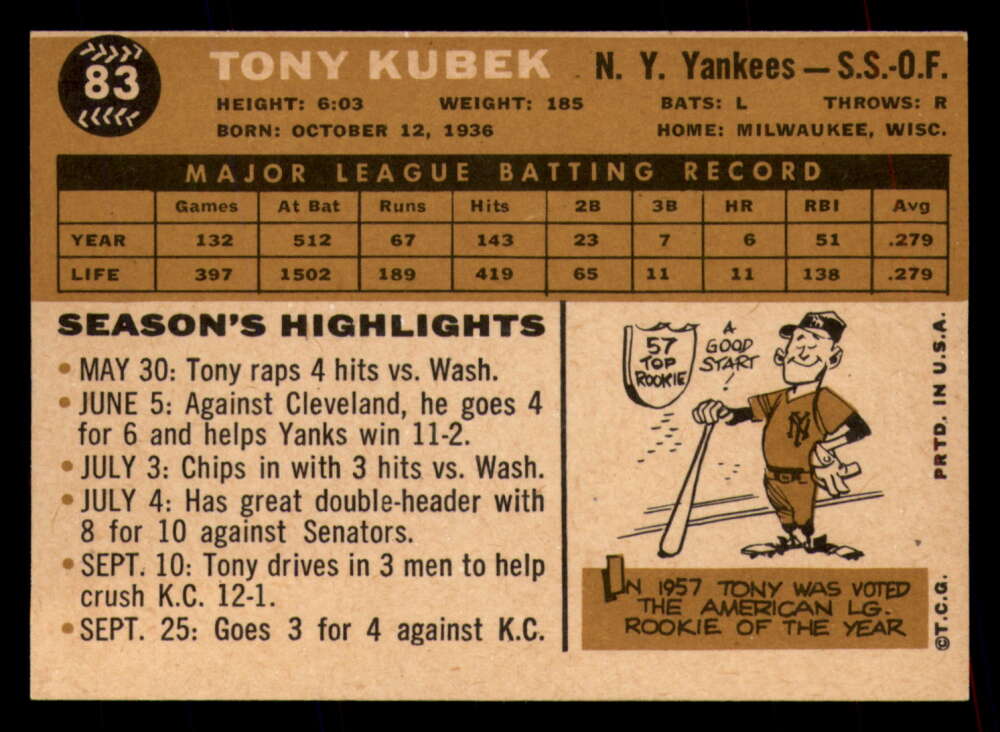 83
TONY KUBEK N. Y. Yankees — S.S.-O.F.
HEIGHT: 6:03 WEIGHT: 185 BATS: L THROWS: R
BORN: OCTOBER 12, 1936 HOME: MILWAUKEE, WISC.
MAJOR LEAGUE BATTING RECORD
Games At Bat Runs Hits 2B 3B HR RBI Avg
YEAR 132 512 67 143 23 7 6 51 .279
LIFE 397 1502 189 419 65 11 11 138 .279
SEASON'S HIGHLIGHTS
• MAY 30: Tony raps 4 hits vs. Wash.
• JUNE 5: Against Cleveland, he goes 4
for 6 and helps Yanks win 11-2.
• JULY 3: Chips in with 3 hits vs. Wash.
• JULY 4: Has great double-header with
8 for 10 against Senators.
• SEPT. 10: Tony drives in 3 men to help
crush K.C. 12-1.
• SEPT. 25: Goes 3 for 4 against K.C.
57
TOP
ROOKIE
A
GOOD
START
!
NY
IN 1957 TONY WAS VOTED
THE AMERICAN LG.
ROOKIE OF THE YEAR
PRTD. IN U.S.A.
©T.C.G.